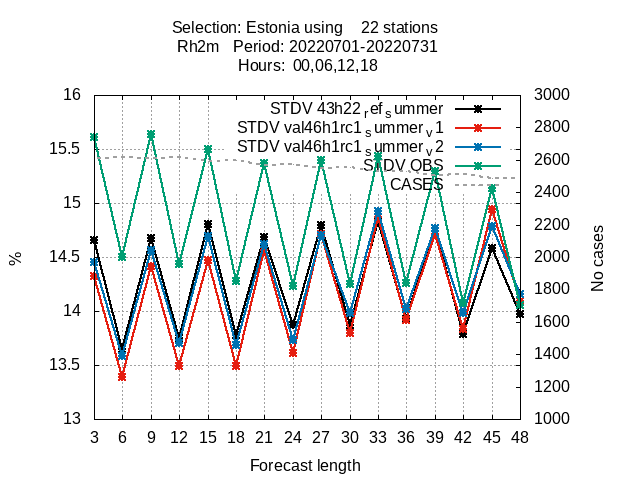 Selection: Estonia using 22 stations
Rh2m Period: 20220701-20220731
Hours: 00,06,12,18
STDV 43h22refsummer
STDV val46h1rc1summerv1
STDV val46h1rc1summerv2
STDV OBS
CASES
%
No cases
16
15.5
15
14.5
14
13.5
13
3000
2800
2600
2400
2200
2000
1800
1600
1400
1200
1000
3 6 9 12 15 18 21 24 27 30 33 36 39 42 45 48
Forecast length